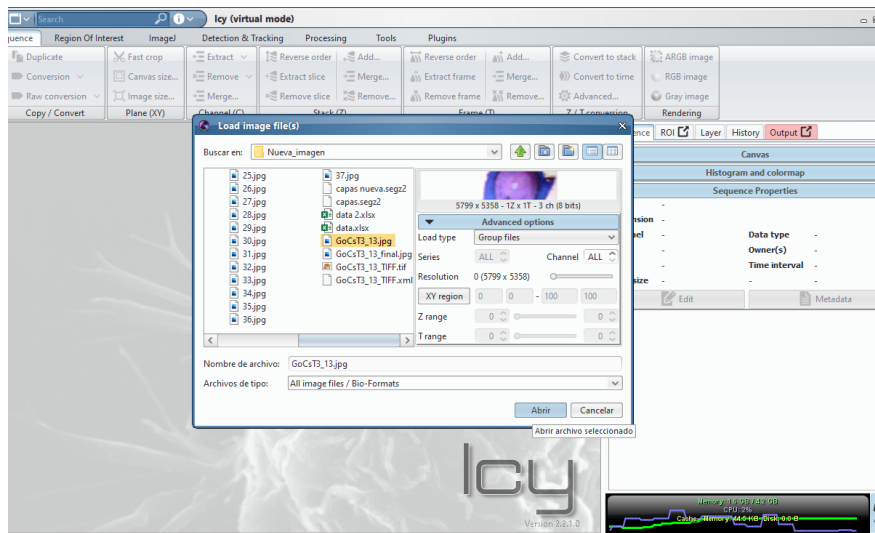 Search
Icy (virtual mode)
quence Region Of Interest ImageJ Detection & Tracking Processing Tools Plugins
Duplicate Fast crop Extract Reverse order Add... Reverse order Add... Convert to stack ARGB image
Conversion Canvas size... Remove Extract slice Merge... Extract frame Merge... Convert to time RGB image
Raw conversion Image size... Merge... Remove slice Remove... Remove frame Remove... Advanced... Gray image
Copy / Convert Plane (XY) Channel (C) Stack (Z) Frame (T) Z / T conversion Rendering
Load image file(s)
Buscar en: Nueva_imagen
25.jpg
26.jpg
27.jpg
28.jpg
29.jpg
30.jpg
31.jpg
32.jpg
33.jpg
34.jpg
35.jpg
36.jpg
37.jpg
capas nueva.segz2
capas.segz2
data 2.xlsx
data.xlsx
GoCsT3_13.jpg
GoCsT3_13_final.jpg
GoCsT3_13_TIFF.tif
GoCsT3_13_TIFF.xml
5799 x 5358 - 1Z x 1T - 3 ch (8 bits)
Advanced options
Load type Group files
Series ALL Channel ALL
Resolution 0 (5799 x 5358)
XY region 0 0 - 100 100
Z range 0 0
T range 0 0
Nombre de archivo: GoCsT3_13.jpg
Archivos de tipo: All image files / Bio-Formats
Abrir Cancelar
Abrir archivo seleccionado
ence ROI Layer History Output
Canvas
Histogram and colormap
Sequence Properties
-
nsion -
nel - Data type -
- Owner(s) -
- Time interval -
size - - -
Edit Metadata
Icy
Version 2.2.1.0
CPU: 2%